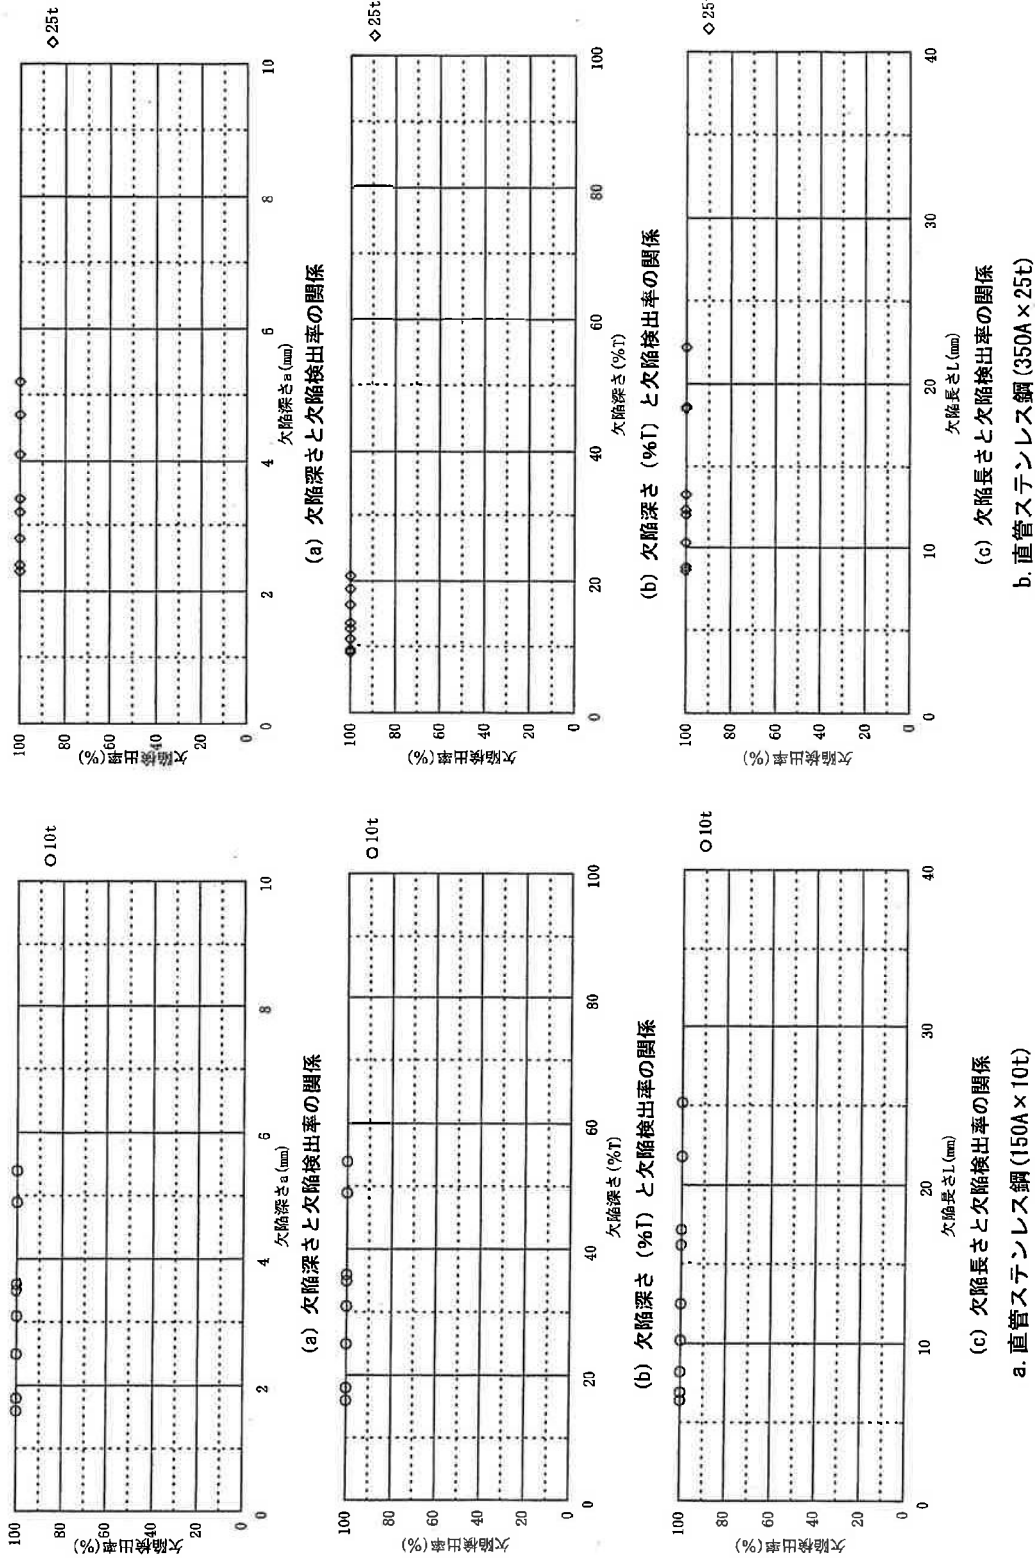 欠陥検出率(%)
100
80
60
40
20
0
0 2 4 6 8 10
○10t
欠陥深さa(mm)
(a) 欠陥深さと欠陥検出率の関係
欠陥検出率(%)
100
80
60
40
20
0
0 20 40 60 80 100
○10t
欠陥深さ(%T)
(b) 欠陥深さ (%T) と欠陥検出率の関係
欠陥検出率(%)
100
80
60
40
20
0
0 10 20 30 40
○10t
欠陥長さL(mm)
(c) 欠陥長さと欠陥検出率の関係
a. 直管ステンレス鋼(150A×10t)
欠陥検出率(%)
100
80
60
40
20
0
0 2 4 6 8 10
◇25t
欠陥深さa(mm)
(a) 欠陥深さと欠陥検出率の関係
欠陥検出率(%)
100
80
60
40
20
0
0 20 40 60 80 100
◇25t
欠陥深さ(%T)
(b) 欠陥深さ (%T) と欠陥検出率の関係
欠陥検出率(%)
100
80
60
40
20
0
0 10 20 30 40
◇25
欠陥長さL(mm)
(c) 欠陥長さと欠陥検出率の関係
b. 直管ステンレス鋼(350A×25t)